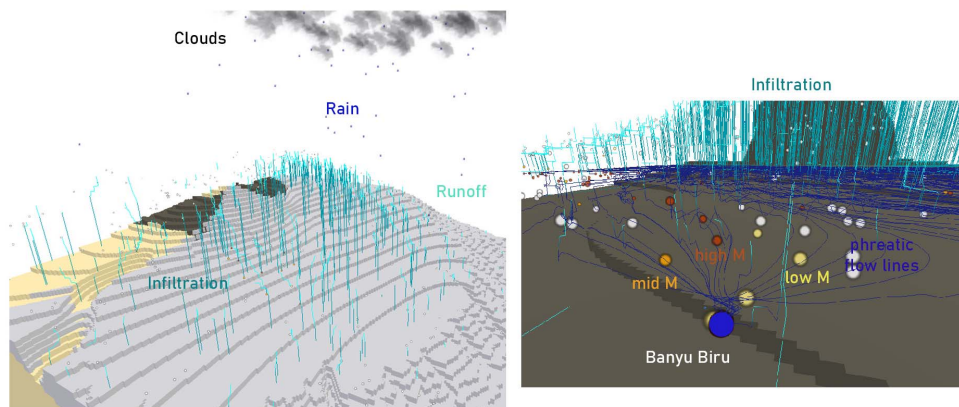 Clouds
Rain
Runoff
Infiltration
Infiltration
high M
mid M
low M
phreatic
flow lines
Banyu Biru